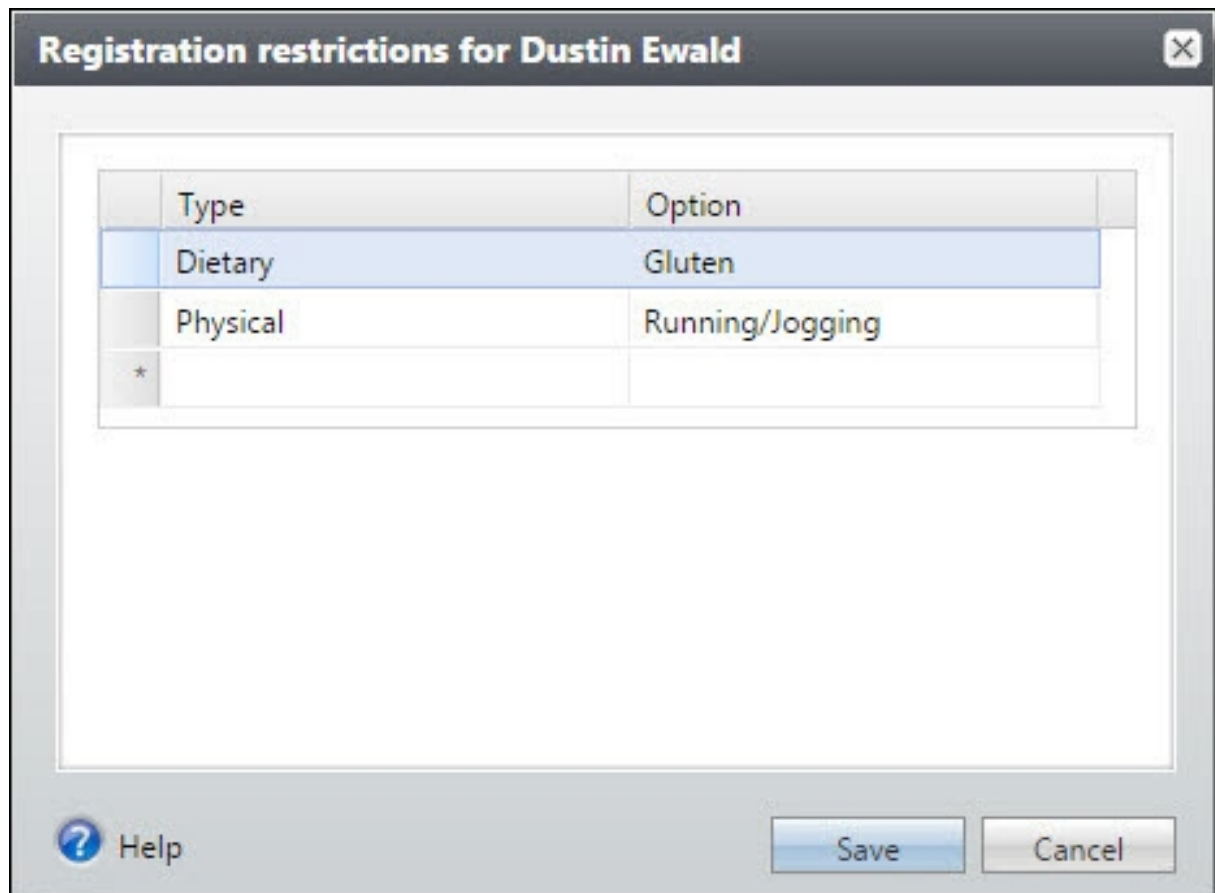 Registration restrictions for Dustin Ewald
Type Option
Dietary Gluten
Physical Running/Jogging
*
Help Save Cancel